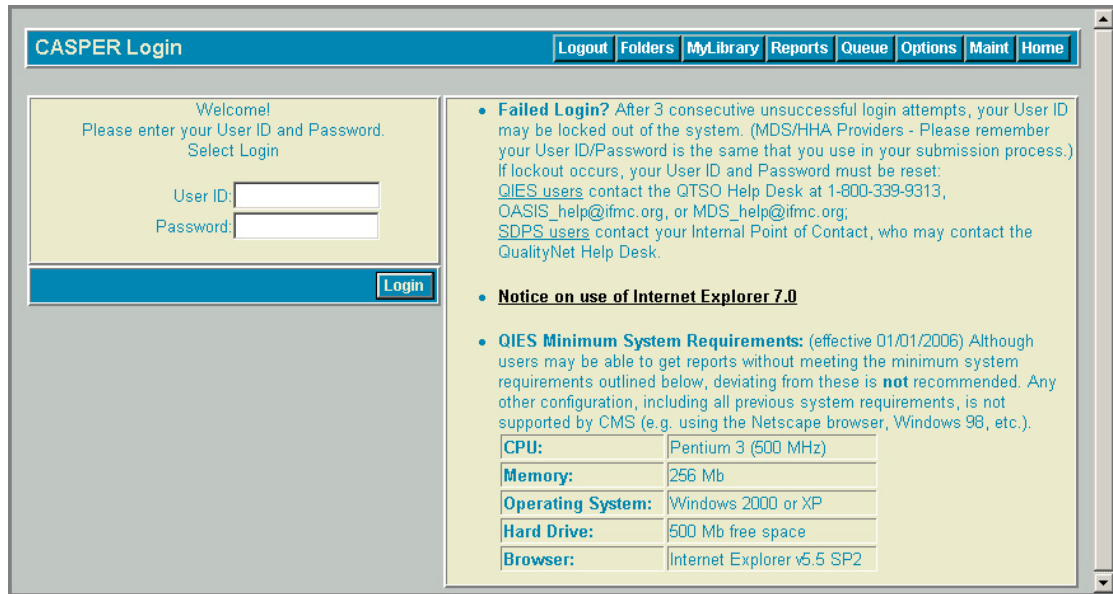 CASPER Login
Logout Folders MyLibrary Reports Queue Options Maint Home
Welcome!
Please enter your User ID and Password.
Select Login
User ID:
Password:
Login
• Failed Login? After 3 consecutive unsuccessful login attempts, your User ID
may be locked out of the system. (MDS/HHA Providers - Please remember
your User ID/Password is the same that you use in your submission process.)
If lockout occurs, your User ID and Password must be reset:
QIES users contact the QTSO Help Desk at 1-800-339-9313,
OASIS_help@ifmc.org, or MDS_help@ifmc.org;
SDPS users contact your Internal Point of Contact, who may contact the
QualityNet Help Desk.
• Notice on use of Internet Explorer 7.0
• QIES Minimum System Requirements: (effective 01/01/2006) Although
users may be able to get reports without meeting the minimum system
requirements outlined below, deviating from these is not recommended. Any
other configuration, including all previous system requirements, is not
supported by CMS (e.g. using the Netscape browser, Windows 98, etc.).
CPU: Pentium 3 (500 MHz)
Memory: 256 Mb
Operating System: Windows 2000 or XP
Hard Drive: 500 Mb free space
Browser: Internet Explorer v5.5 SP2